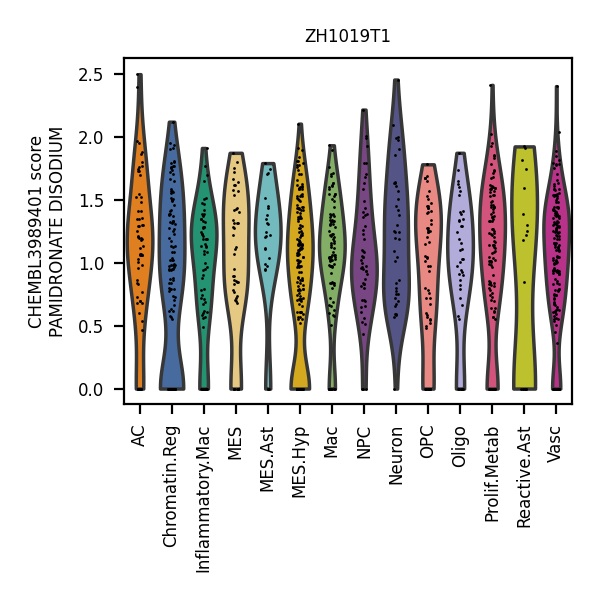 ZH1019T1
CHEMBL3989401 score
PAMIDRONATE DISODIUM
2.5
2.0
1.5
1.0
0.5
0.0
AC
Chromatin.Reg
Inflammatory.Mac
MES
MES.Ast
MES.Hyp
Mac
NPC
Neuron
OPC
Oligo
Prolif.Metab
Reactive.Ast
Vasc